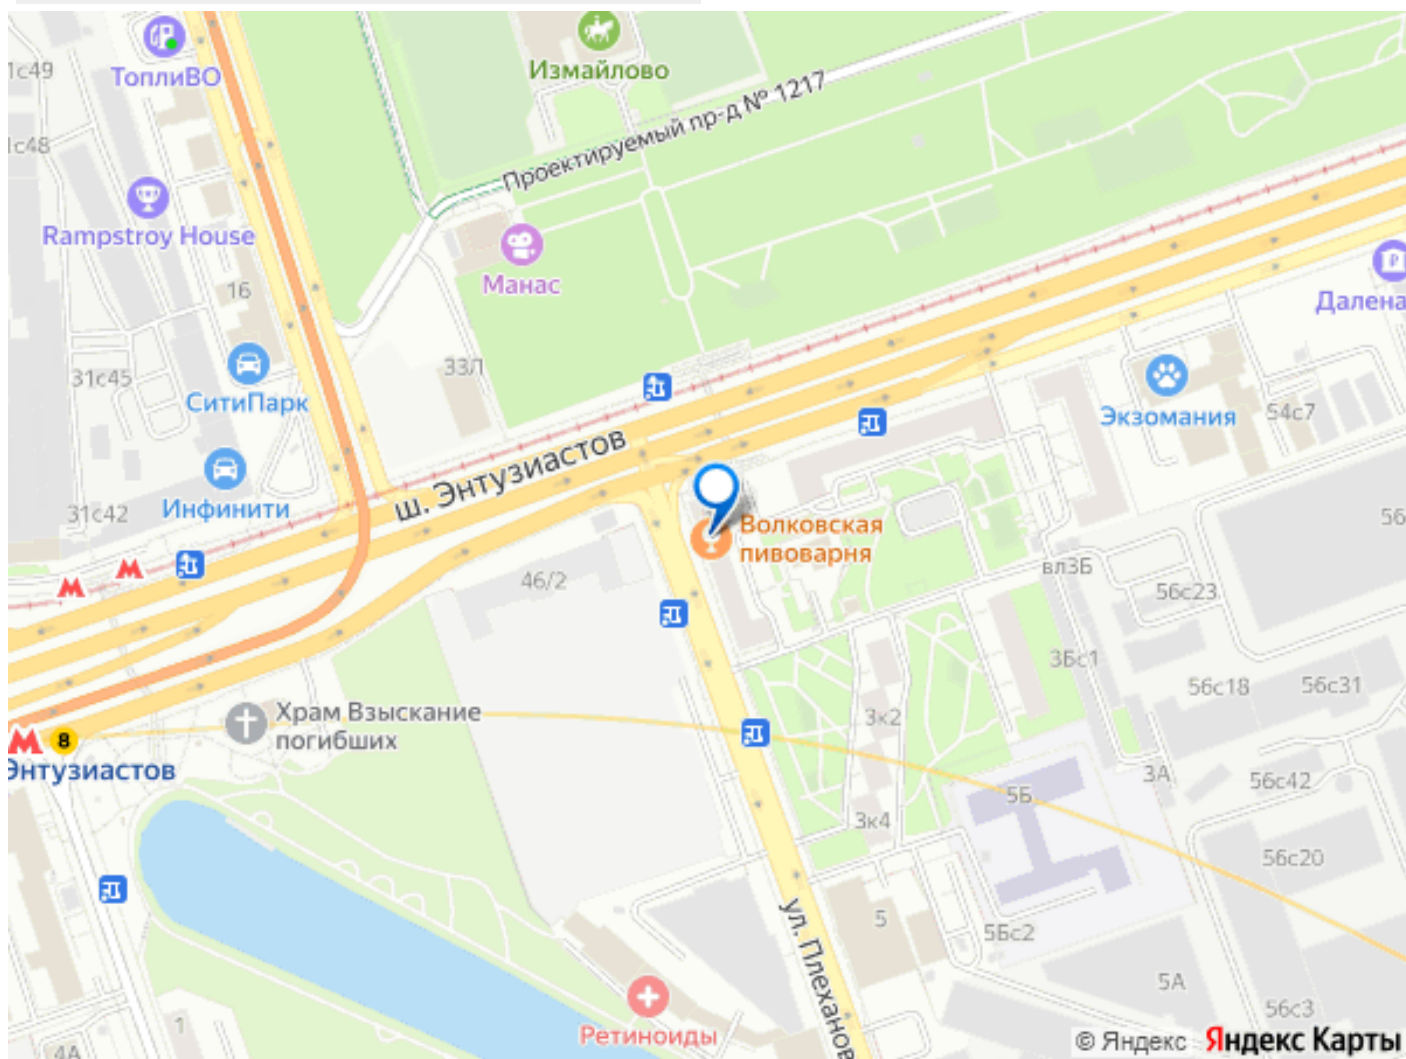 ТоплиВО
Измайлово
1с49
1с48
Проектируемый пр-д № 1217
Rampstroy House
Манас
16
Далена
33Л
31с45
СитиПарк
Экзомания
54с7
ш. Энтузиастов
Инфинити
31с42
Волковская
пивоварня
56
46/2
вл3Б
56с23
3Бс1
56с18
56с31
Храм Взыскание
погибших
3к2
8
Энтузиастов
3А
56с42
5Б
3к4
56с20
ул. Плеханов
5
5Бс2
5А
56с3
Ретиноиды
1
4А
© Яндекс Яндекс Карты